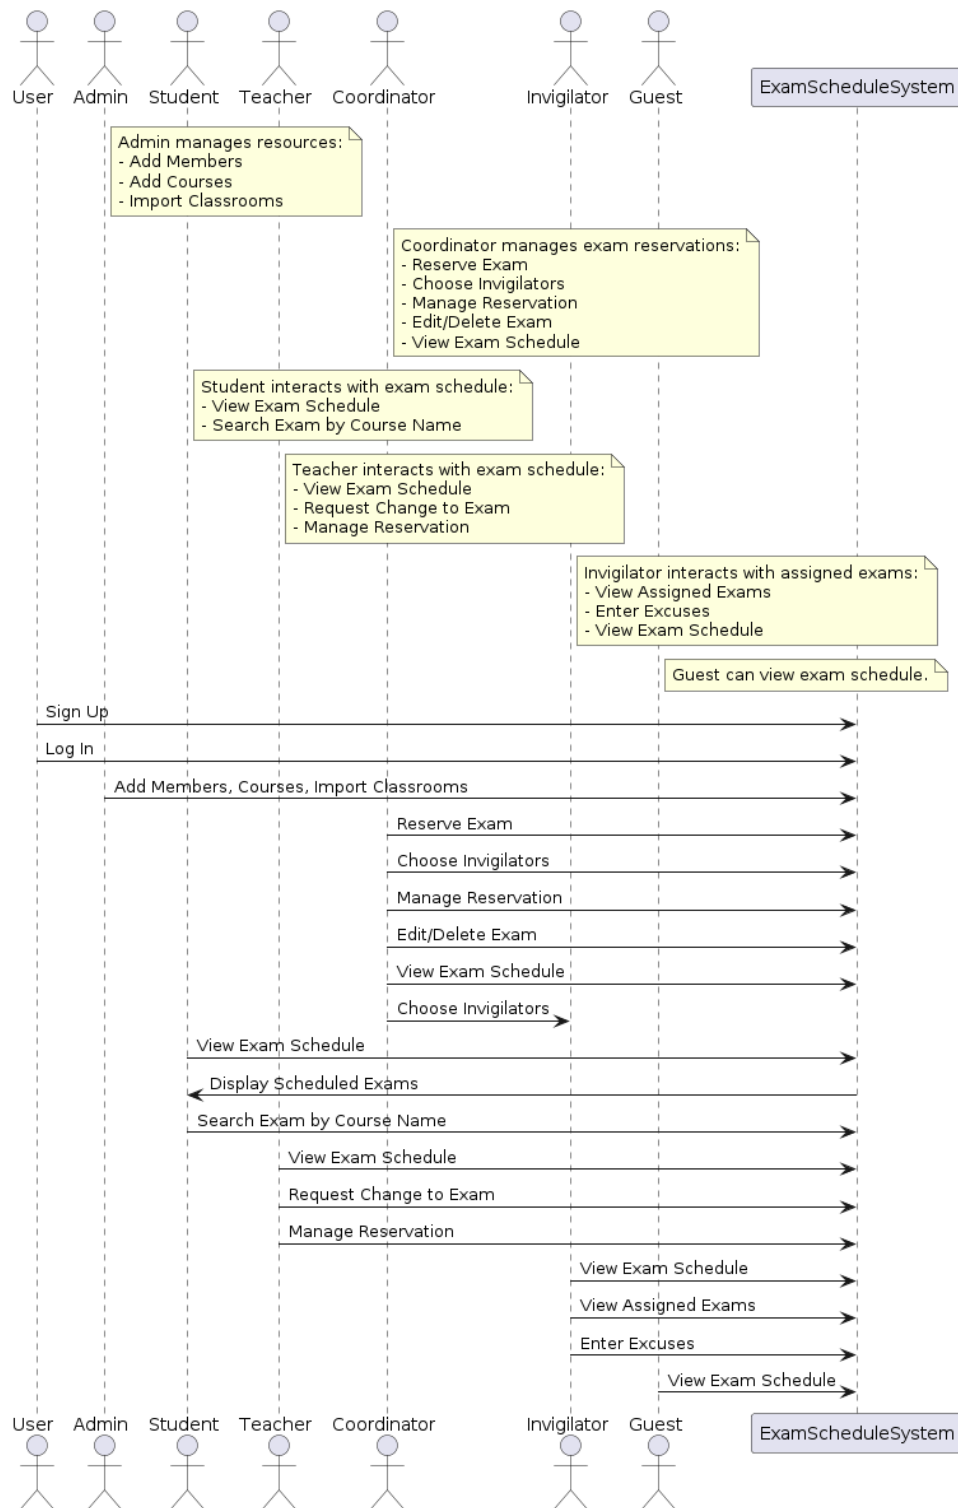 User Admin Student Teacher Coordinator Invigilator Guest ExamScheduleSystem
Admin manages resources:
- Add Members
- Add Courses
- Import Classrooms
Coordinator manages exam reservations:
- Reserve Exam
- Choose Invigilators
- Manage Reservation
- Edit/Delete Exam
- View Exam Schedule
Student interacts with exam schedule:
- View Exam Schedule
- Search Exam by Course Name
Teacher interacts with exam schedule:
- View Exam Schedule
- Request Change to Exam
- Manage Reservation
Invigilator interacts with assigned exams:
- View Assigned Exams
- Enter Excuses
- View Exam Schedule
Guest can view exam schedule.
Sign Up
Log In
Add Members, Courses, Import Classrooms
Reserve Exam
Choose Invigilators
Manage Reservation
Edit/Delete Exam
View Exam Schedule
Choose Invigilators
View Exam Schedule
Display Scheduled Exams
Search Exam by Course Name
View Exam Schedule
Request Change to Exam
Manage Reservation
View Exam Schedule
View Assigned Exams
Enter Excuses
View Exam Schedule
User Admin Student Teacher Coordinator Invigilator Guest ExamScheduleSystem